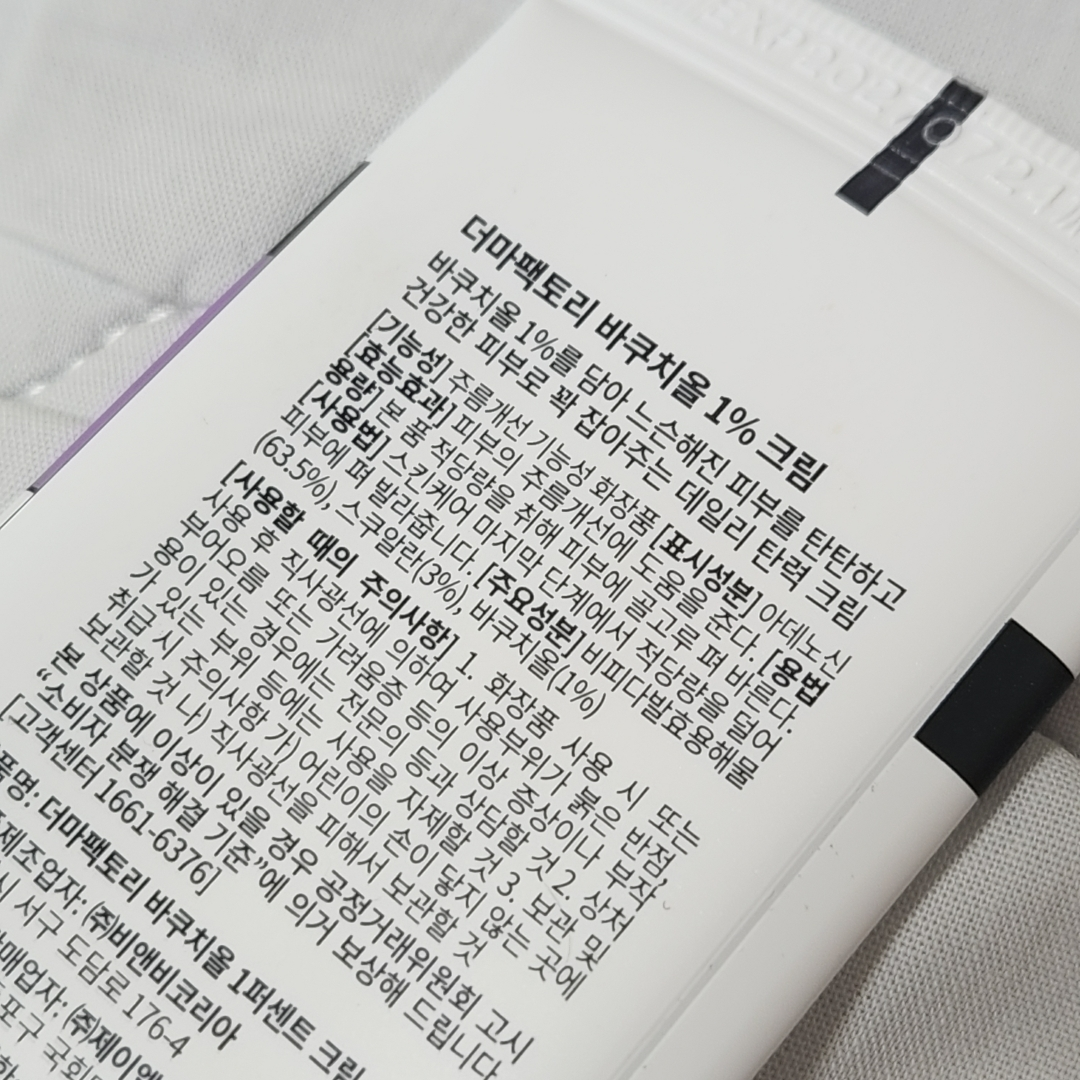 더마팩토리 바쿠치올 1% 크림
바쿠치올 1%를 담아 느슨해진 피부를 탄탄하고
건강한 피부로 꽉 잡아주는 데일리 탄력 크림
[기능성] 주름개선 기능성 화장품 [표시성분] 아데노신
[효능효과] 피부의 주름개선에 도움을 준다. [용법
용량] 본 품 적당량을 취해 피부에 골고루 펴 바른다.
[사용법] 스킨케어 마지막 단계에서 적당량을 덜어
피부에 펴 발라줍니다. [주요성분] 비피다발효용해물
(63.5%), 스쿠알란(3%), 바쿠치올(1%)
[사용할 때의 주의사항] 1. 화장품 사용 시 또는
사용 후 직사광선에 의하여 사용부위가 붉은 반점,
부어오름 또는 가려움증 등의 이상 증상이나 부작
용이 있는 경우에는 전문의 등과 상담할 것 2. 상처
가 있는 부위 등에는 사용을 자제할 것 3. 보관 및
취급 시 주의사항 가) 어린이의 손이 닿지 않는 곳에
보관할 것 나) 직사광선을 피해서 보관할 것
본 상품에 이상이 있을 경우 공정거래위원회 고시
“소비자 분쟁 해결 기준”에 의거 보상해 드립니다
[고객센터 1661-6376]
품명: 더마팩토리 바쿠치올 1퍼센트 크림
제조업자: ㈜비앤비코리아
시 서구 도담로 176-4
매업자: ㈜제이앤
포구 국회